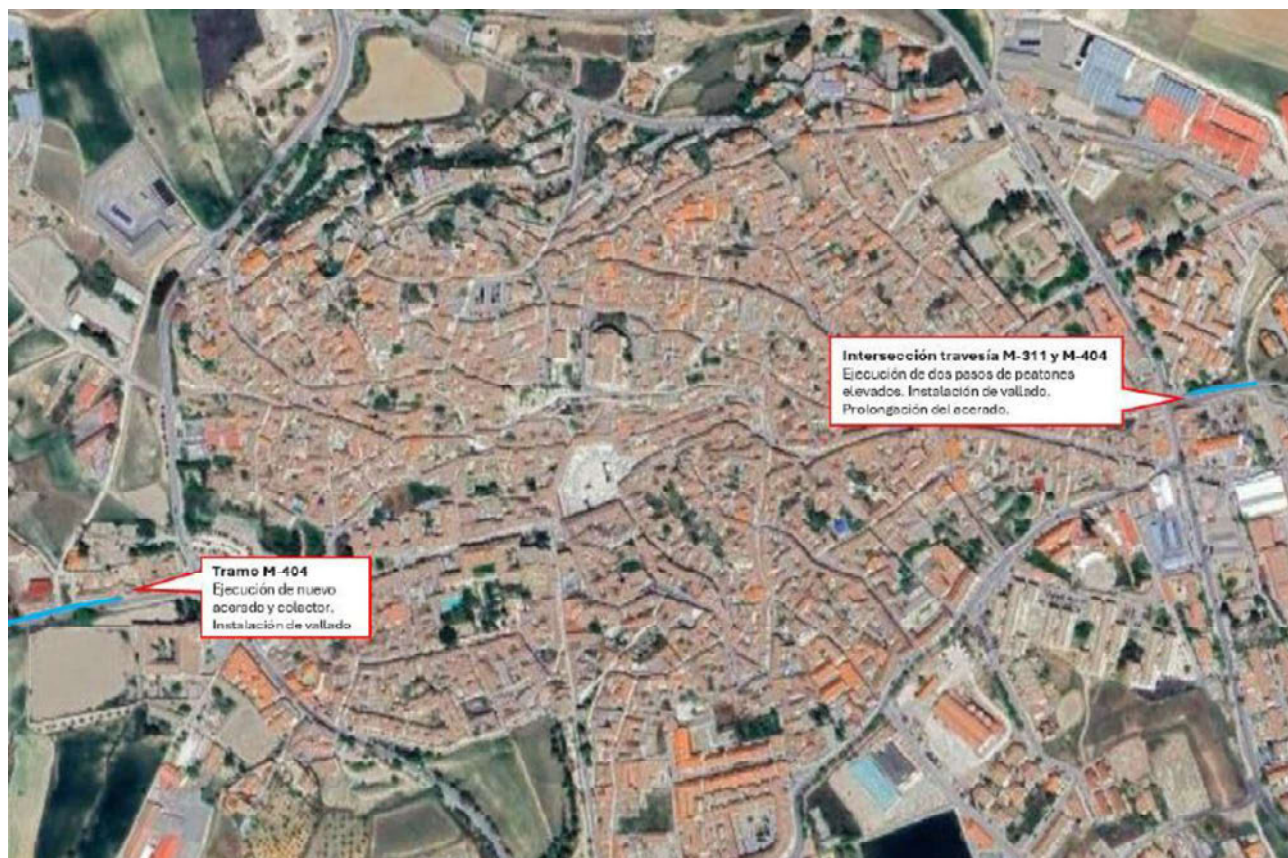 Intersección travesía M-311 y M-404
Ejecución de dos pasos de peatones
elevados. Instalación de vallado.
Prolongación del acerado.
Tramo M-404
Ejecución de nuevo
acerado y colector.
Instalación de vallado